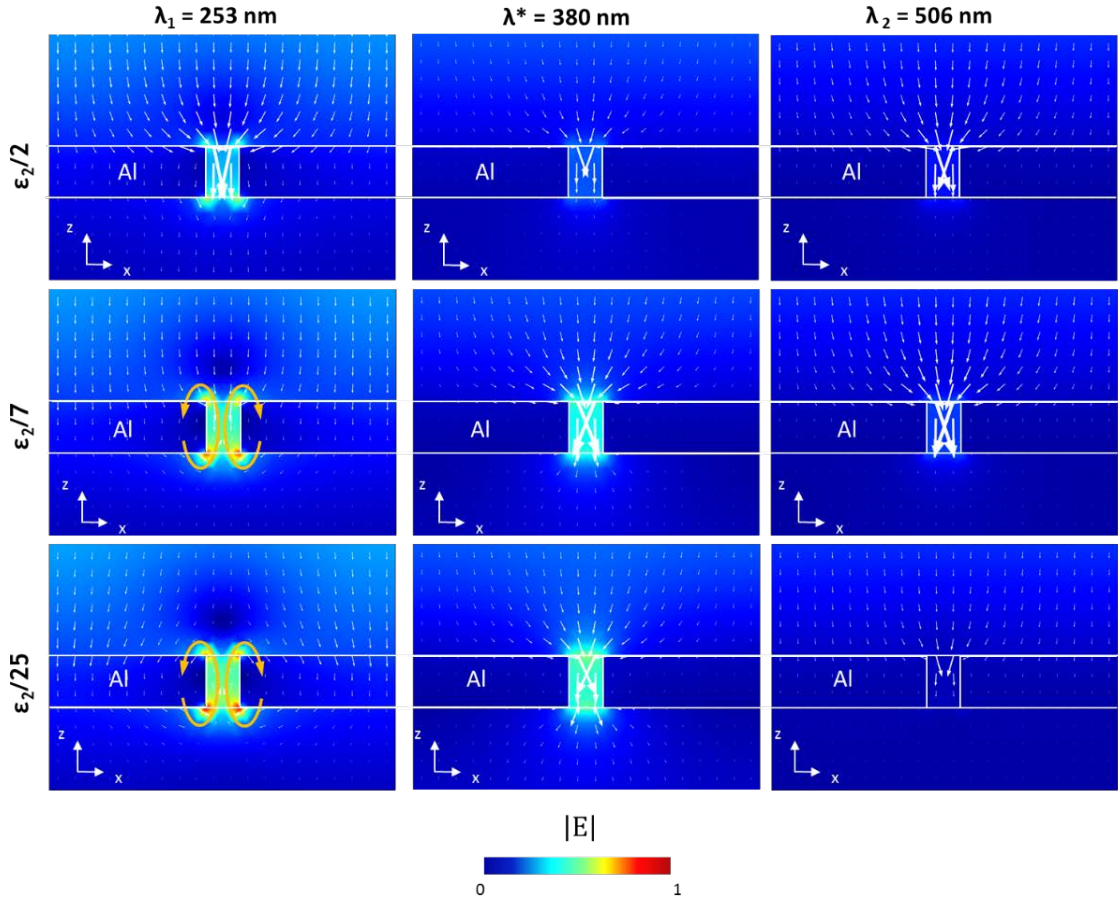 λ₁ = 253 nm λ* = 380 nm λ₂ = 506 nm
ε₂/2
Al Al Al
z x z x z x
ε₂/7
Al Al Al
z x z x z x
ε₂/25
Al Al Al
z x z x z x
|E|
0 1